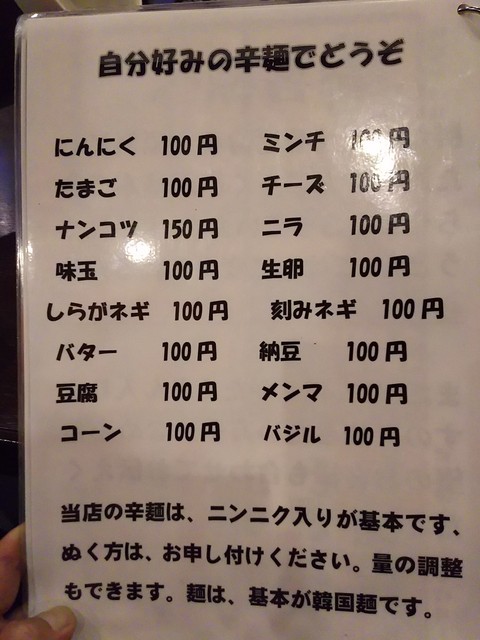 自分好みの辛麺でどうぞ
にんにく 100円 ミンチ 100円
たまご 100円 チーズ 100円
ナンコツ 150円 ニラ 100円
味玉 100円 生卵 100円
しらがネギ 100円 刻みネギ 100円
バター 100円 納豆 100円
豆腐 100円 メンマ 100円
コーン 100円 バジル 100円
当店の辛麺は、ニンニク入りが基本です、
ぬく方は、お申し付けください。量の調整
もできます。麺は、基本が韓国麺です。